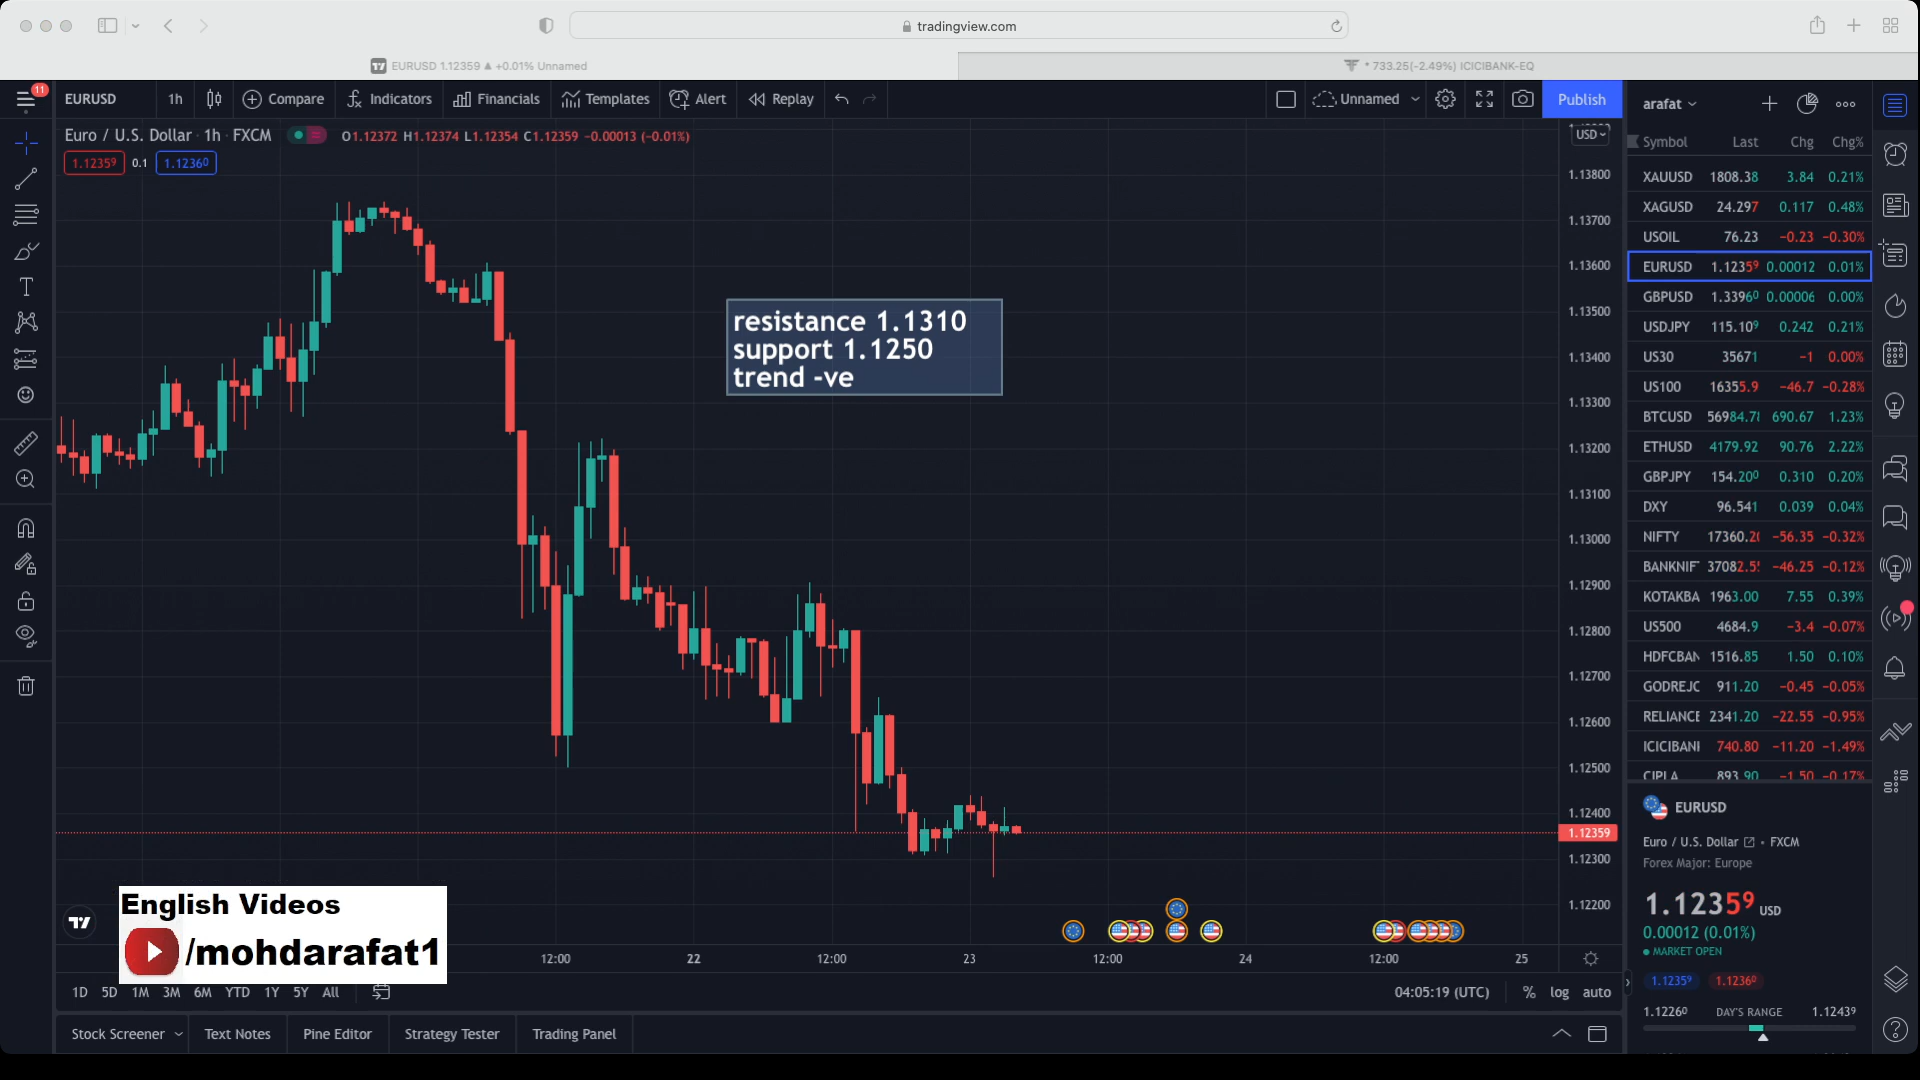 tradingview.com
EURUSD 1.12359 ▲ +0.01% Unnamed
* 733.25(-2.49%) ICICIBANK-EQ
11
EURUSD 1h Compare Indicators Financials Templates Alert Replay Unnamed Publish
arafat
Euro / U.S. Dollar · 1h · FXCM O1.12372 H1.12374 L1.12354 C1.12359 -0.00013 (-0.01%)
USD
1.12359 0.1 1.12360
resistance 1.1310
support 1.1250
trend -ve
1.13800
1.13700
1.13600
1.13500
1.13400
1.13300
1.13200
1.13100
1.13000
1.12900
1.12800
1.12700
1.12600
1.12500
1.12400
1.12359
1.12300
1.12200
Symbol Last Chg Chg%
XAUUSD 1808.38 3.84 0.21%
XAGUSD 24.297 0.117 0.48%
USOIL 76.23 −0.23 −0.30%
EURUSD 1.12359 0.00012 0.01%
GBPUSD 1.33960 0.00006 0.00%
USDJPY 115.109 0.242 0.21%
US30 35671 −1 0.00%
US100 16355.9 −46.7 −0.28%
BTCUSD 56984.78 690.67 1.23%
ETHUSD 4179.92 90.76 2.22%
GBPJPY 154.200 0.310 0.20%
DXY 96.541 0.039 0.04%
NIFTY 17360.20 −56.35 −0.32%
BANKNIF 37082.5 −46.25 −0.12%
KOTAKBA 1963.00 7.55 0.39%
US500 4684.9 −3.4 −0.07%
HDFCBAN 1516.85 1.50 0.10%
GODREJC 911.20 −0.45 −0.05%
RELIANCE 2341.20 −22.55 −0.95%
ICICIBANI 740.80 −11.20 −1.49%
CIPLA 893.90 −1.50 −0.17%
EURUSD
Euro / U.S. Dollar • FXCM
Forex Major: Europe
1.12359 USD
0.00012 (0.01%)
MARKET OPEN
1.12359 1.12360
1.12260 DAY'S RANGE 1.12439
English Videos
/mohdarafat1
12:00 22 12:00 23 12:00 24 12:00 25
1D 5D 1M 3M 6M YTD 1Y 5Y All 04:05:19 (UTC) % log auto
Stock Screener Text Notes Pine Editor Strategy Tester Trading Panel